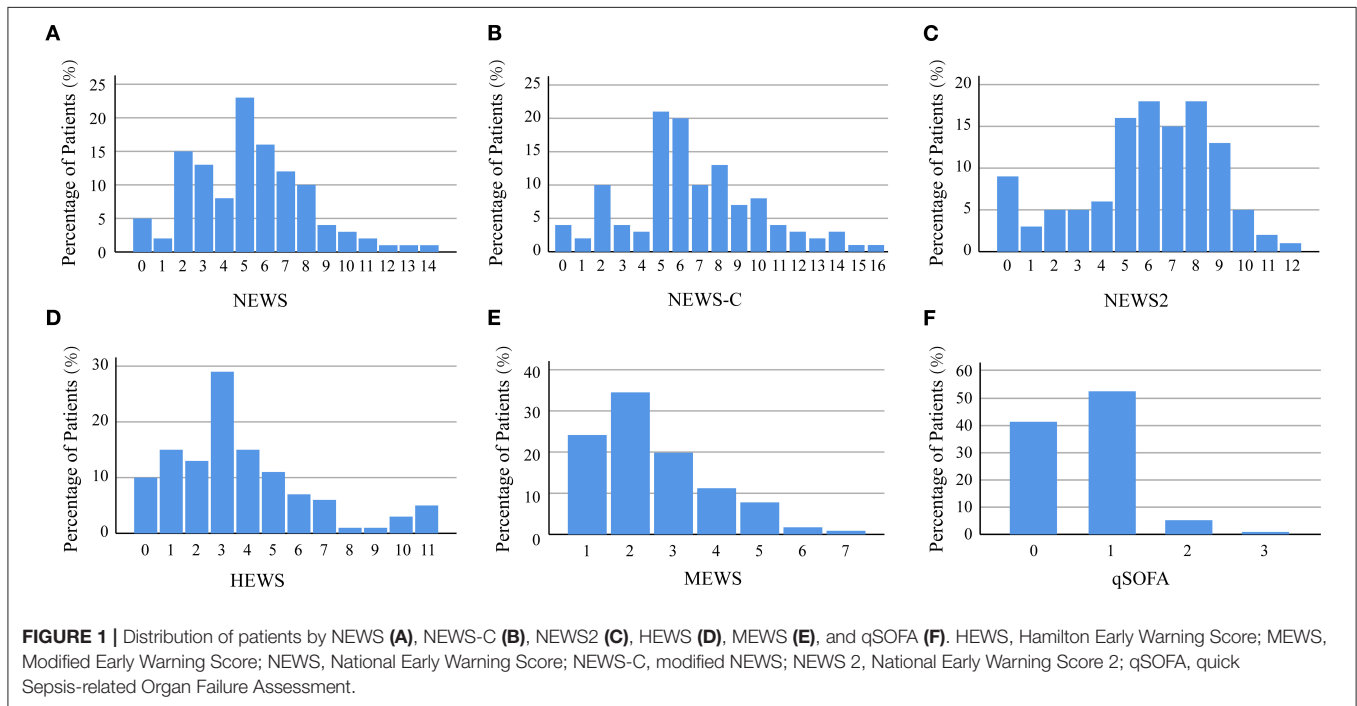 A
Percentage of Patients (%)
25
20
15
10
5
0
0 1 2 3 4 5 6 7 8 9 10 11 12 13 14
NEWS
B
Percentage of Patients (%)
25
20
15
10
5
0
0 1 2 3 4 5 6 7 8 9 10 11 12 13 14 15 16
NEWS-C
C
Percentage of Patients (%)
20
15
10
5
0
0 1 2 3 4 5 6 7 8 9 10 11 12
NEWS2
D
Percentage of Patients (%)
30
20
10
0
0 1 2 3 4 5 6 7 8 9 10 11
HEWS
E
Percentage of Patients (%)
40
30
20
10
0
1 2 3 4 5 6 7
MEWS
F
Percentage of Patients (%)
60
50
40
30
20
10
0
0 1 2 3
qSOFA
FIGURE 1 | Distribution of patients by NEWS (A), NEWS-C (B), NEWS2 (C), HEWS (D), MEWS (E), and qSOFA (F). HEWS, Hamilton Early Warning Score; MEWS,
Modified Early Warning Score; NEWS, National Early Warning Score; NEWS-C, modified NEWS; NEWS 2, National Early Warning Score 2; qSOFA, quick
Sepsis-related Organ Failure Assessment.